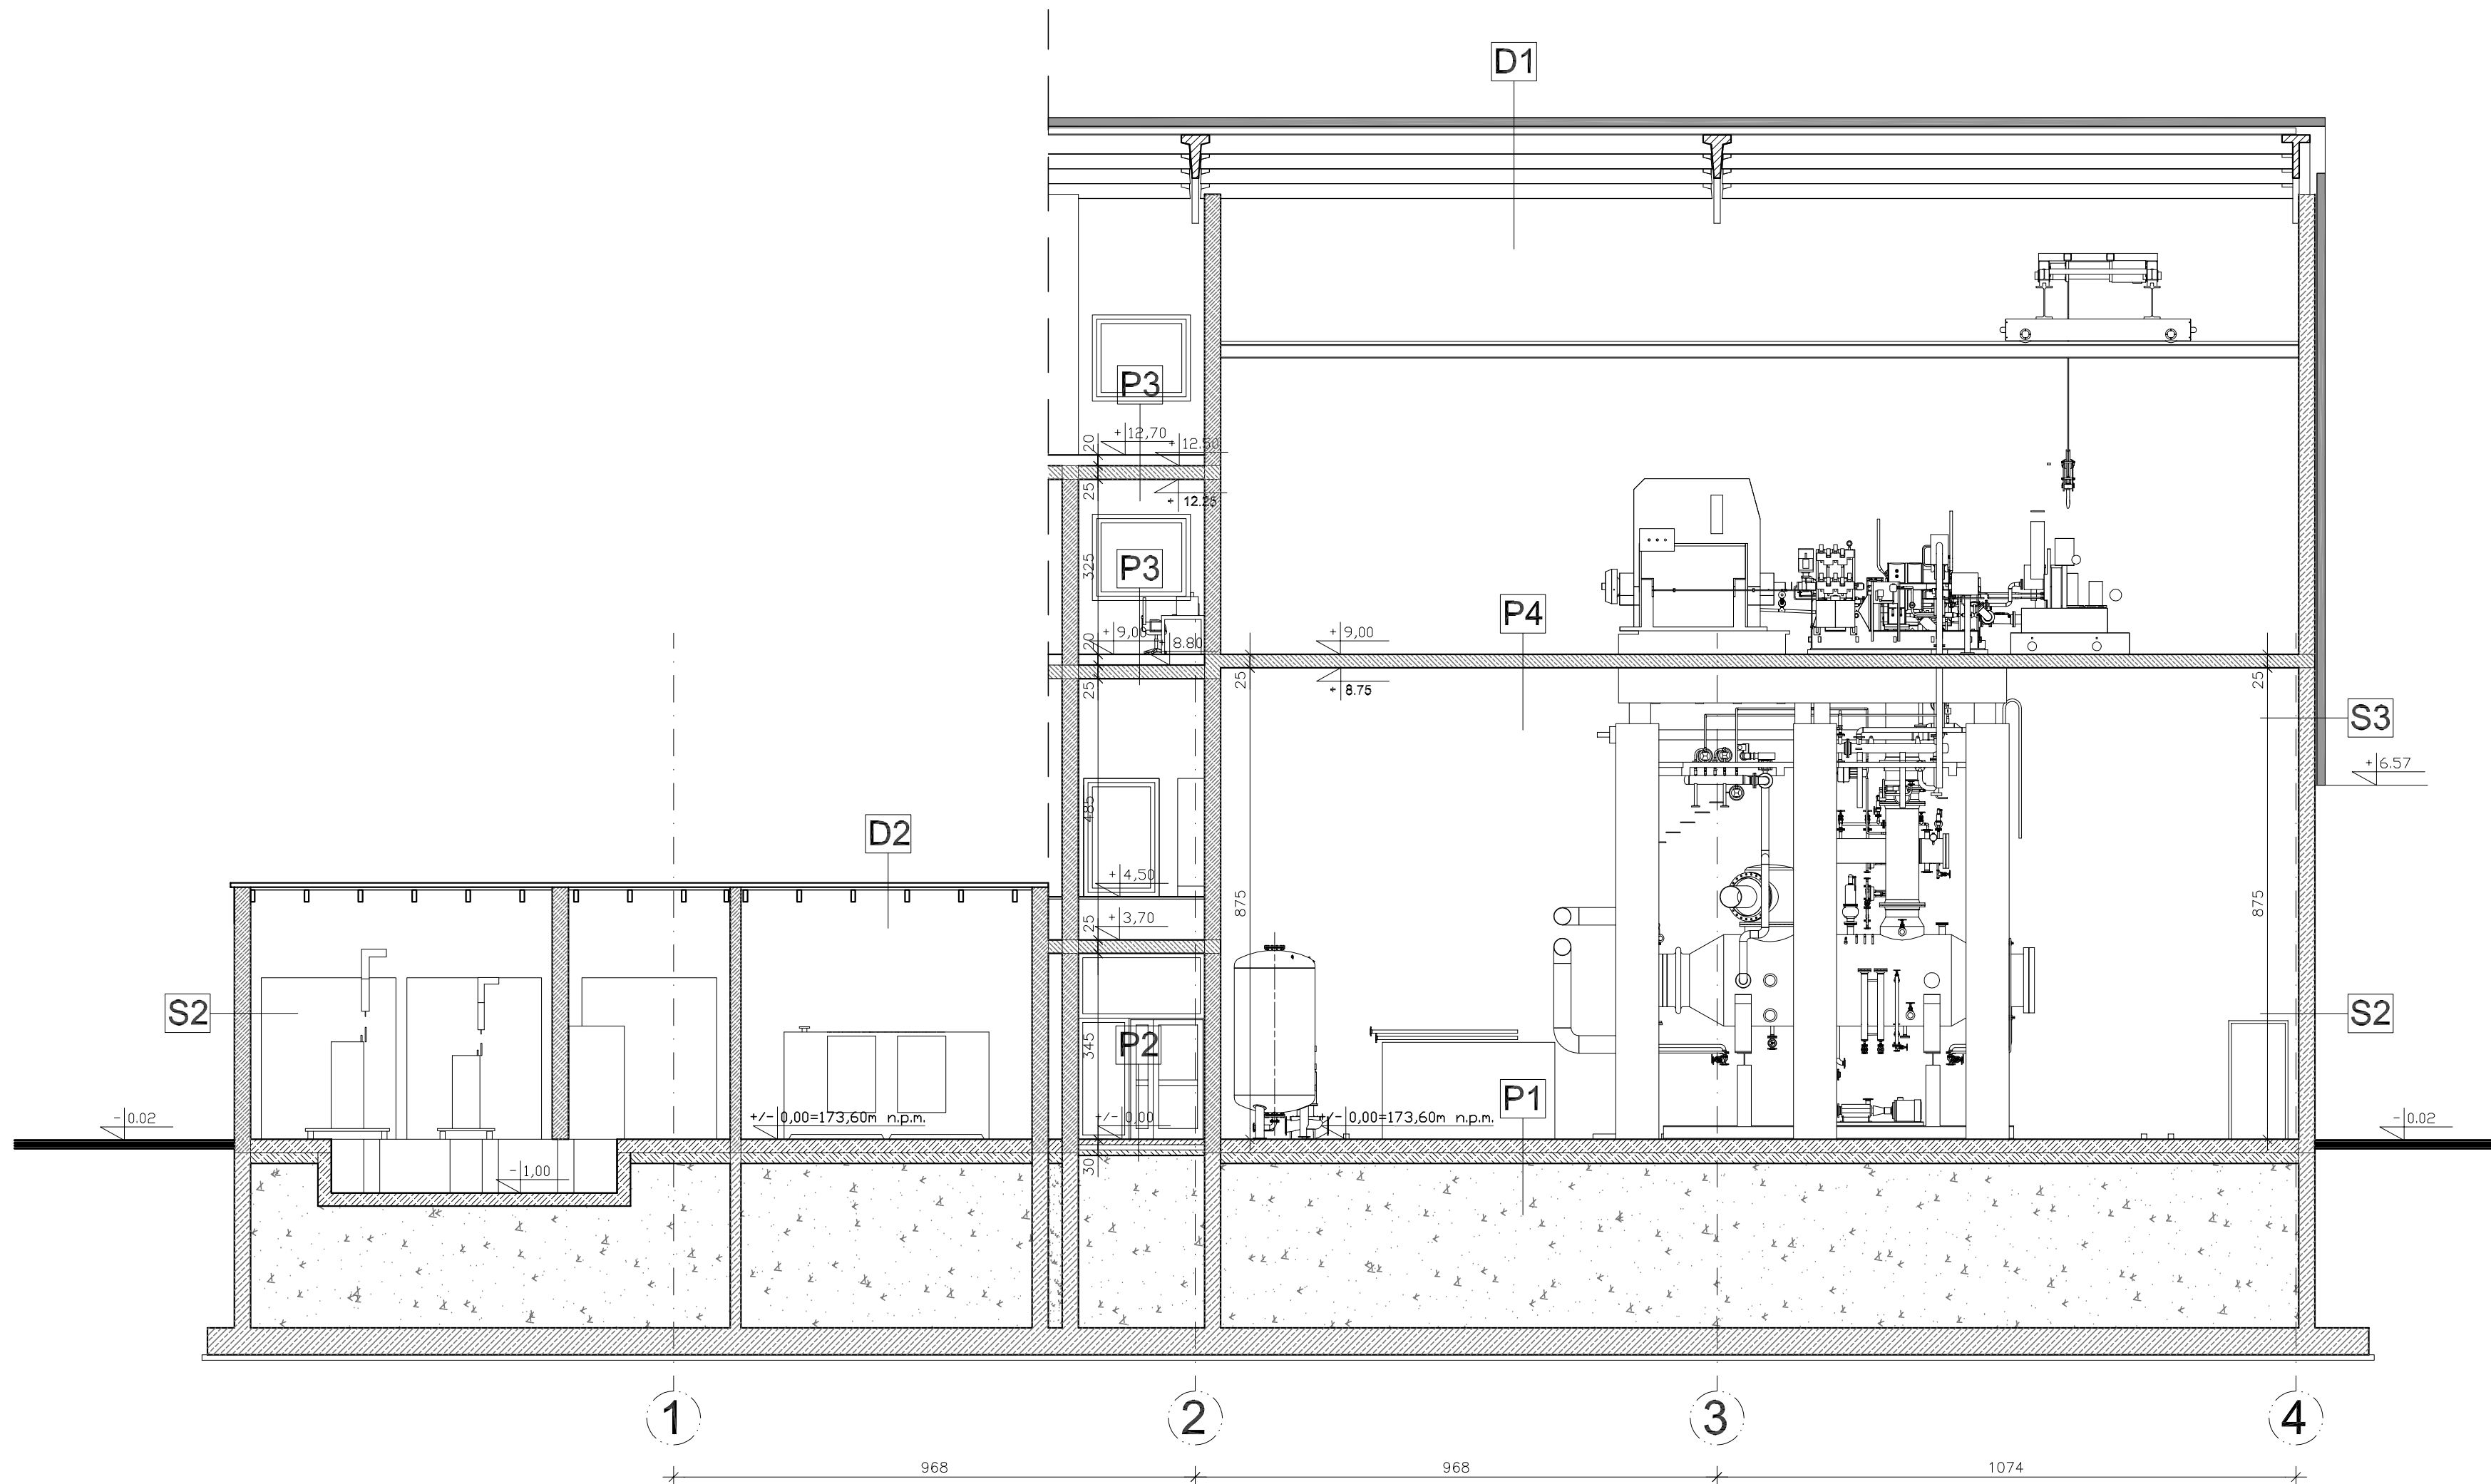 D1
P3
+ 12,70
+ 12.50
20
25
+ 12.25
325
P3
P4
+ 9,00
+ 8.80
20
+ 9,00
25
25
+ 8.75
25
S3
+ 6.57
485
D2
+ 4,50
875
875
25
+ 3,70
S2
S2
345
P2
P1
- 0.02
+/- 0,00=173,60m n.p.m.
+/- 0,00
+/- 0,00=173,60m n.p.m.
- 0.02
30
- 1,00
1
2
3
4
968
968
1074